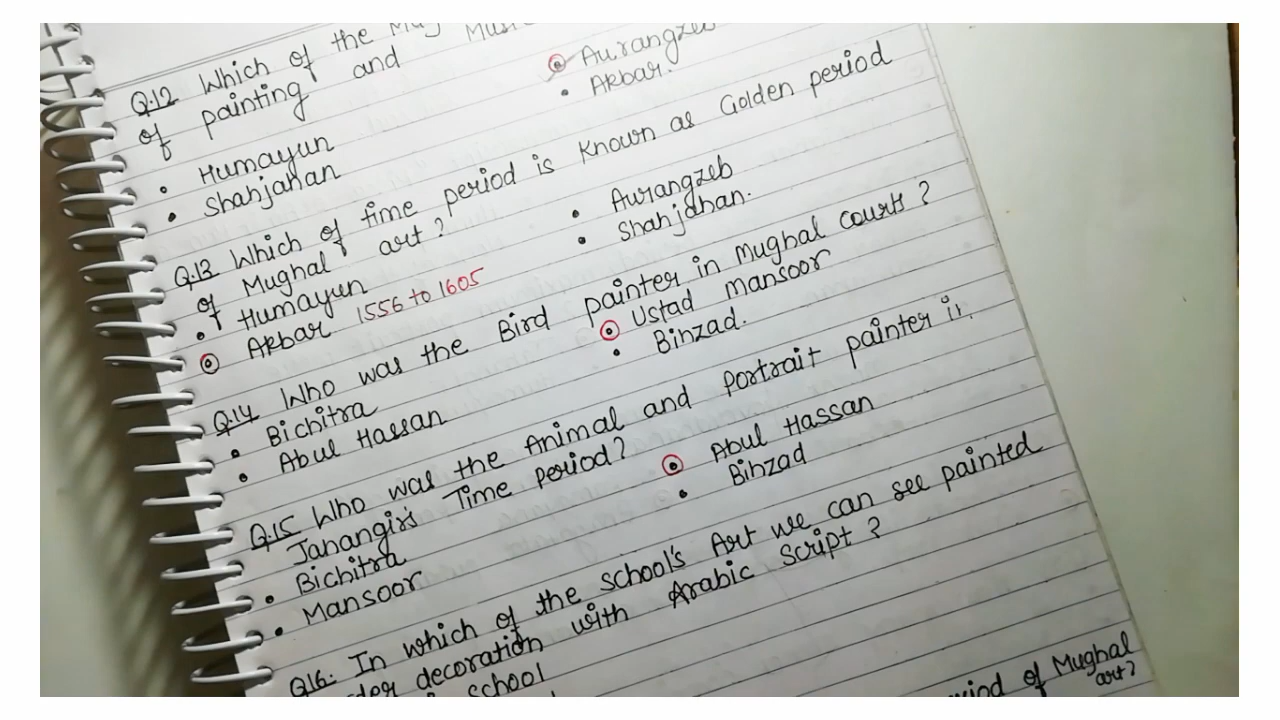 Q.12 Which of the
of painting and
• Humayun
• Shahjahan
• Aurangzeb
• Akbar.
Q.13 Which of time period is known as Golden period
of Mughal art?
• Humayun
• Akbar 1556 to 1605
• Aurangzeb
• Shahjahan.
Q.14 Who was the Bird painter in Mughal court?
• Bichitra
• Abul Hassan
• Ustad mansoor
• Bihzad.
Q.15 Who was the Animal and portrait painter in
Jahangir's Time period?
• Bichitra
• Mansoor
• Abul Hassan
• Bihzad
Q16. In which of the school's Art we can see painted
decoration with Arabic Script?
school
of Mughal
art?